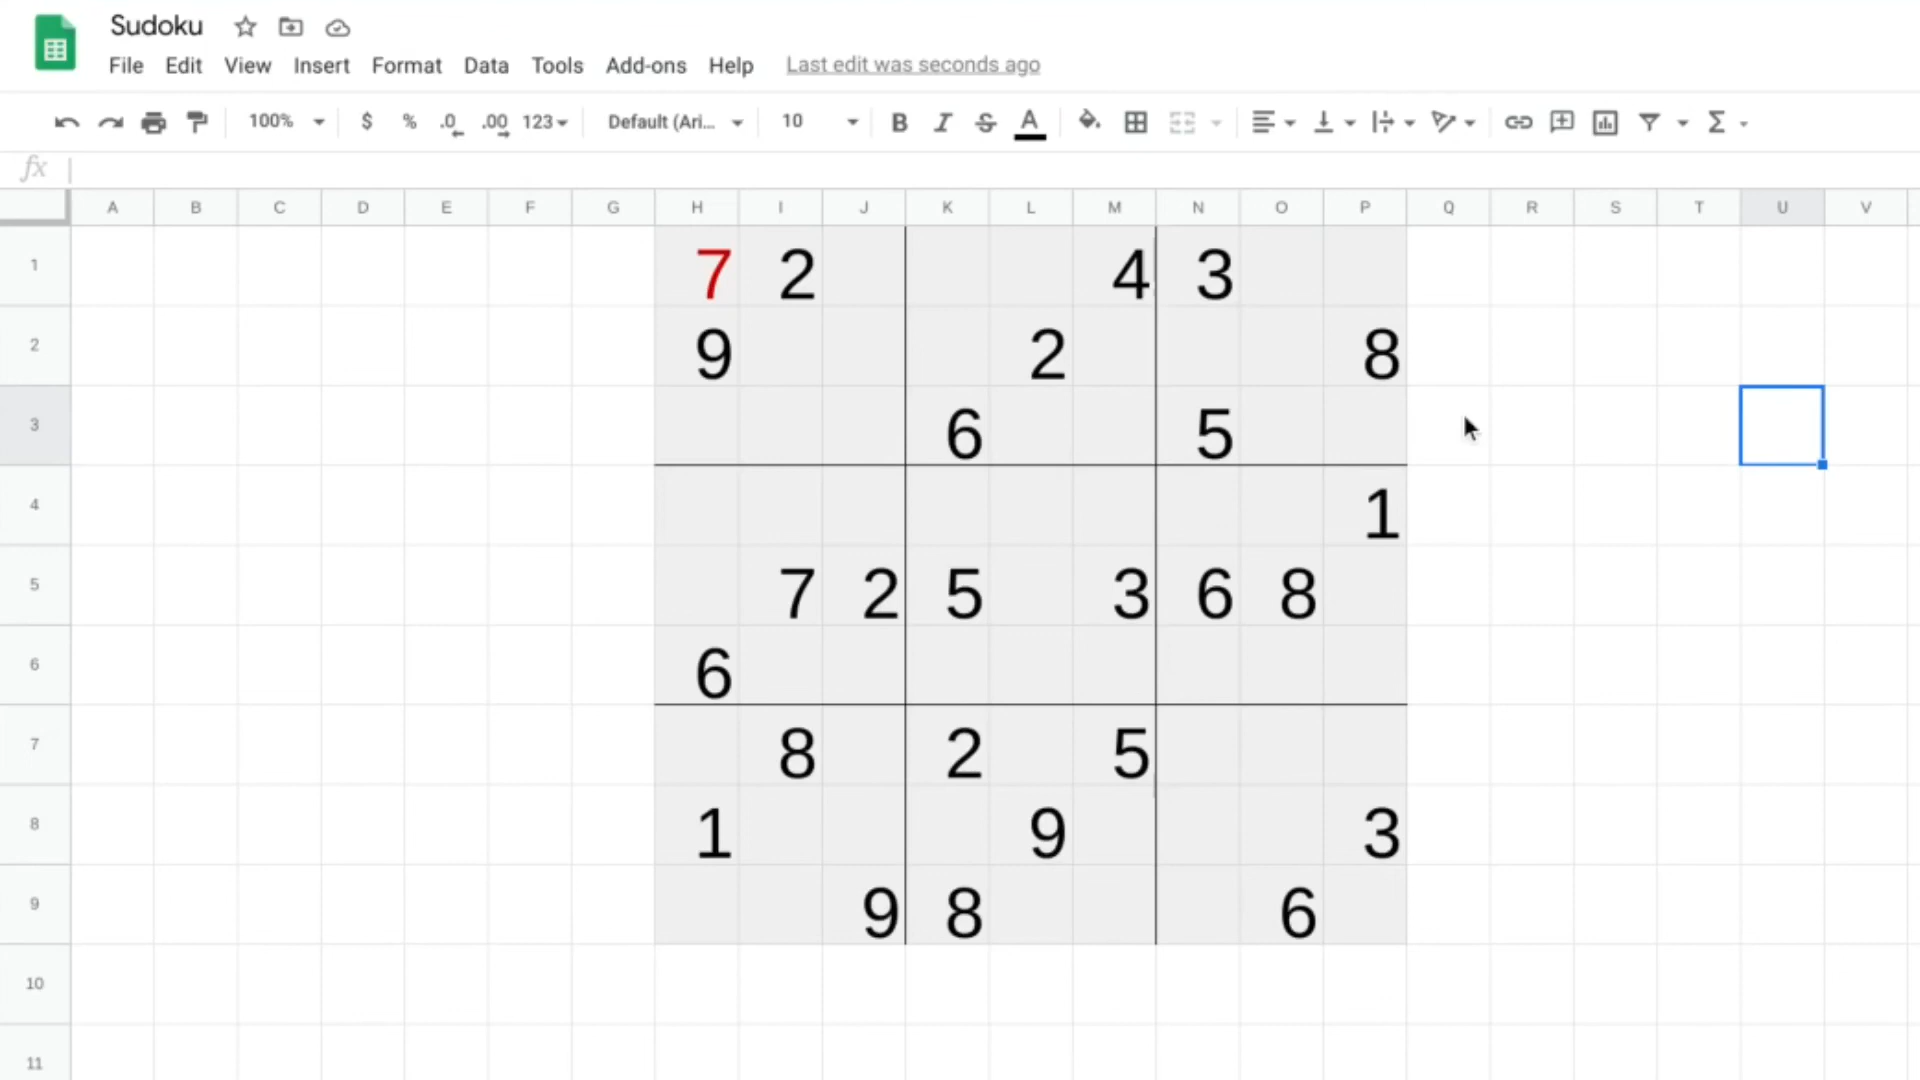 Sudoku
File Edit View Insert Format Data Tools Add-ons Help Last edit was seconds ago
100% $ % .0 .00 123 Default (Ari... 10 B I S A Σ
fx
A B C D E F G H I J K L M N O P Q R S T U V
1 7 2 4 3
2 9 2 8
3 6 5
4 1
5 7 2 5 3 6 8
6 6
7 8 2 5
8 1 9 3
9 9 8 6
10
11